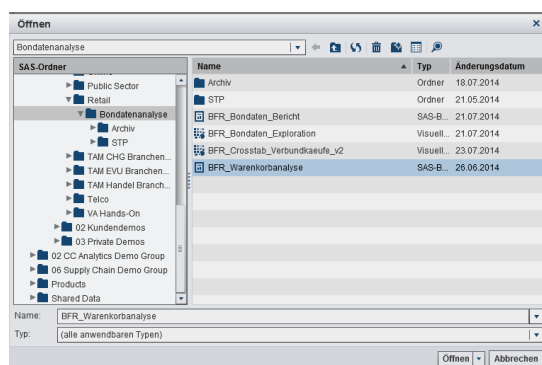 Öffnen
Bondatenanalyse
SAS-Ordner
Public Sector
Retail
Bondatenanalyse
Archiv
STP
TAM CHG Branchen...
TAM EVU Branchen...
TAM Handel Branch...
Telco
VA Hands-On
02 Kundendemos
03 Private Demos
02 CC Analytics Demo Group
06 Supply Chain Demo Group
Products
Shared Data
Name Typ Änderungsdatum
Archiv Ordner 18.07.2014
STP Ordner 21.05.2014
BFR_Bondaten_Bericht SAS-B... 21.07.2014
BFR_Bondaten_Exploration Visuell... 21.07.2014
BFR_Crosstab_Verbundkaeufe_v2 Visuell... 23.07.2014
BFR_Warenkorbanalyse SAS-B... 26.06.2014
Name: BFR_Warenkorbanalyse
Typ: (alle anwendbaren Typen)
Öffnen Abbrechen